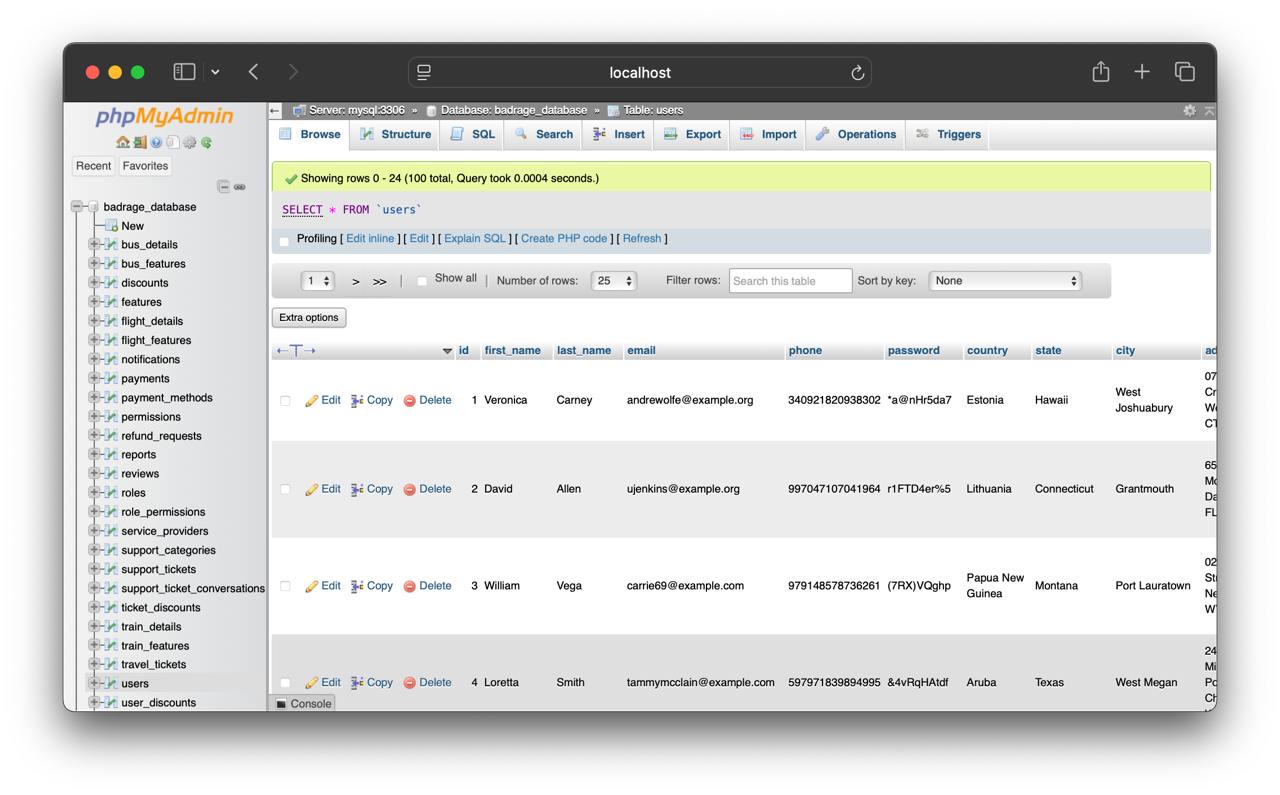 localhost
phpMyAdmin
Recent Favorites
badrage_database
New
bus_details
bus_features
discounts
features
flight_details
flight_features
notifications
payments
payment_methods
permissions
refund_requests
reports
reviews
roles
role_permissions
service_providers
support_categories
support_tickets
support_ticket_conversations
ticket_discounts
train_details
train_features
travel_tickets
users
user_discounts
Server: mysql:3306 » Database: badrage_database » Table: users
Browse Structure SQL Search Insert Export Import Operations Triggers
Showing rows 0 - 24 (100 total, Query took 0.0004 seconds.)
SELECT * FROM `users`
Profiling [ Edit inline ] [ Edit ] [ Explain SQL ] [ Create PHP code ] [ Refresh ]
1 > >> | Show all | Number of rows: 25 Filter rows: Search this table Sort by key: None
Extra options
←T→ id first_name last_name email phone password country state city ad
Edit Copy Delete 1 Veronica Carney andrewolfe@example.org 340921820938302 *a@nHr5da7 Estonia Hawaii West Joshuabury 07 Cr We CT
Edit Copy Delete 2 David Allen ujenkins@example.org 997047107041964 r1FTD4er%5 Lithuania Connecticut Grantmouth 65 Mo Da FL
Edit Copy Delete 3 William Vega carrie69@example.com 979148578736261 (7RX)VQghp Papua New Guinea Montana Port Lauratown 02 Str Ne W
Edit Copy Delete 4 Loretta Smith tammymcclain@example.com 597971839894995 &4vRqHAtdf Aruba Texas West Megan 24 Mi Po Ch
Console